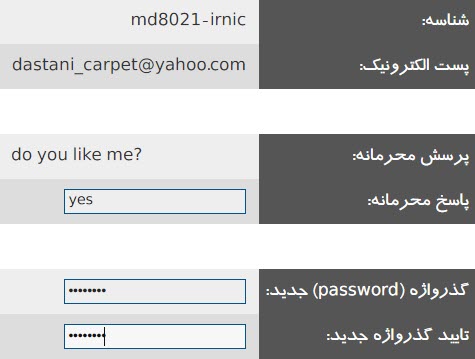 شناسه: md8021-irnic
پست الکترونیک: dastani_carpet@yahoo.com
پرسش محرمانه: do you like me?
پاسخ محرمانه: yes
گذرواژه (password) جدید: ••••••••
تایید گذرواژه جدید: ••••••••